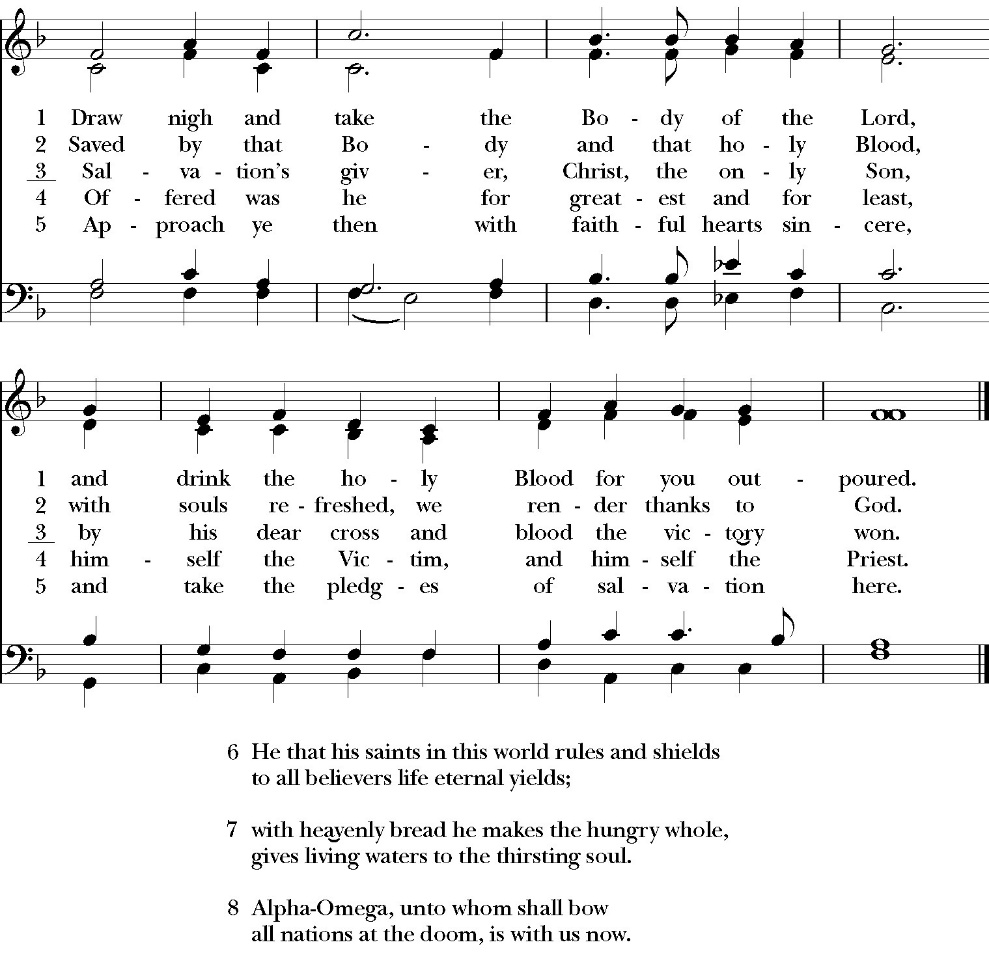 1 Draw nigh and take the Bo - dy of the Lord,
2 Saved by that Bo - dy and that ho - ly Blood,
3 Sal - va - tion's giv - er, Christ, the on - ly Son,
4 Of - fered was he for great - est and for least,
5 Ap - proach ye then with faith - ful hearts sin - cere,
1 and drink the ho - ly Blood for you out - poured.
2 with souls re - freshed, we ren - der thanks to God.
3 by his dear cross and blood the vic - tory won.
4 him - self the Vic - tim, and him - self the Priest.
5 and take the pledg - es of sal - va - tion here.
6 He that his saints in this world rules and shields
to all believers life eternal yields;
7 with heavenly bread he makes the hungry whole,
gives living waters to the thirsting soul.
8 Alpha-Omega, unto whom shall bow
all nations at the doom, is with us now.